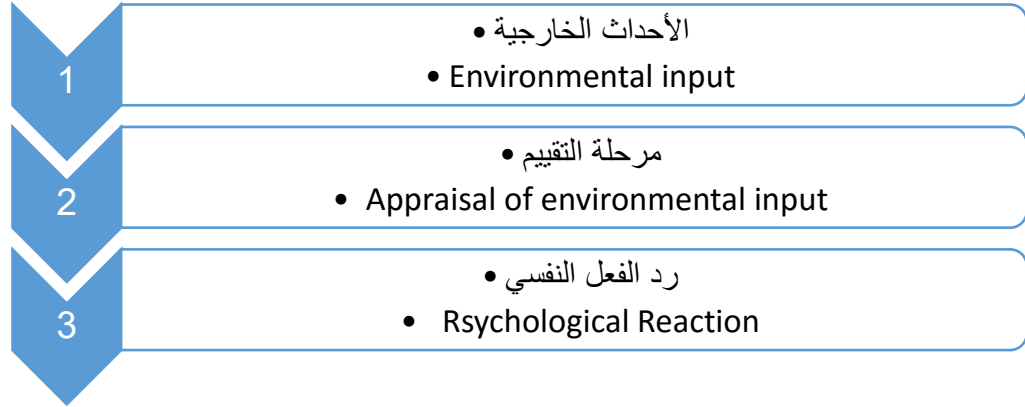 1
الأحداث الخارجية •
• Environmental input
2
مرحلة التقييم •
• Appraisal of environmental input
3
رد الفعل النفسي •
• Rsychological Reaction